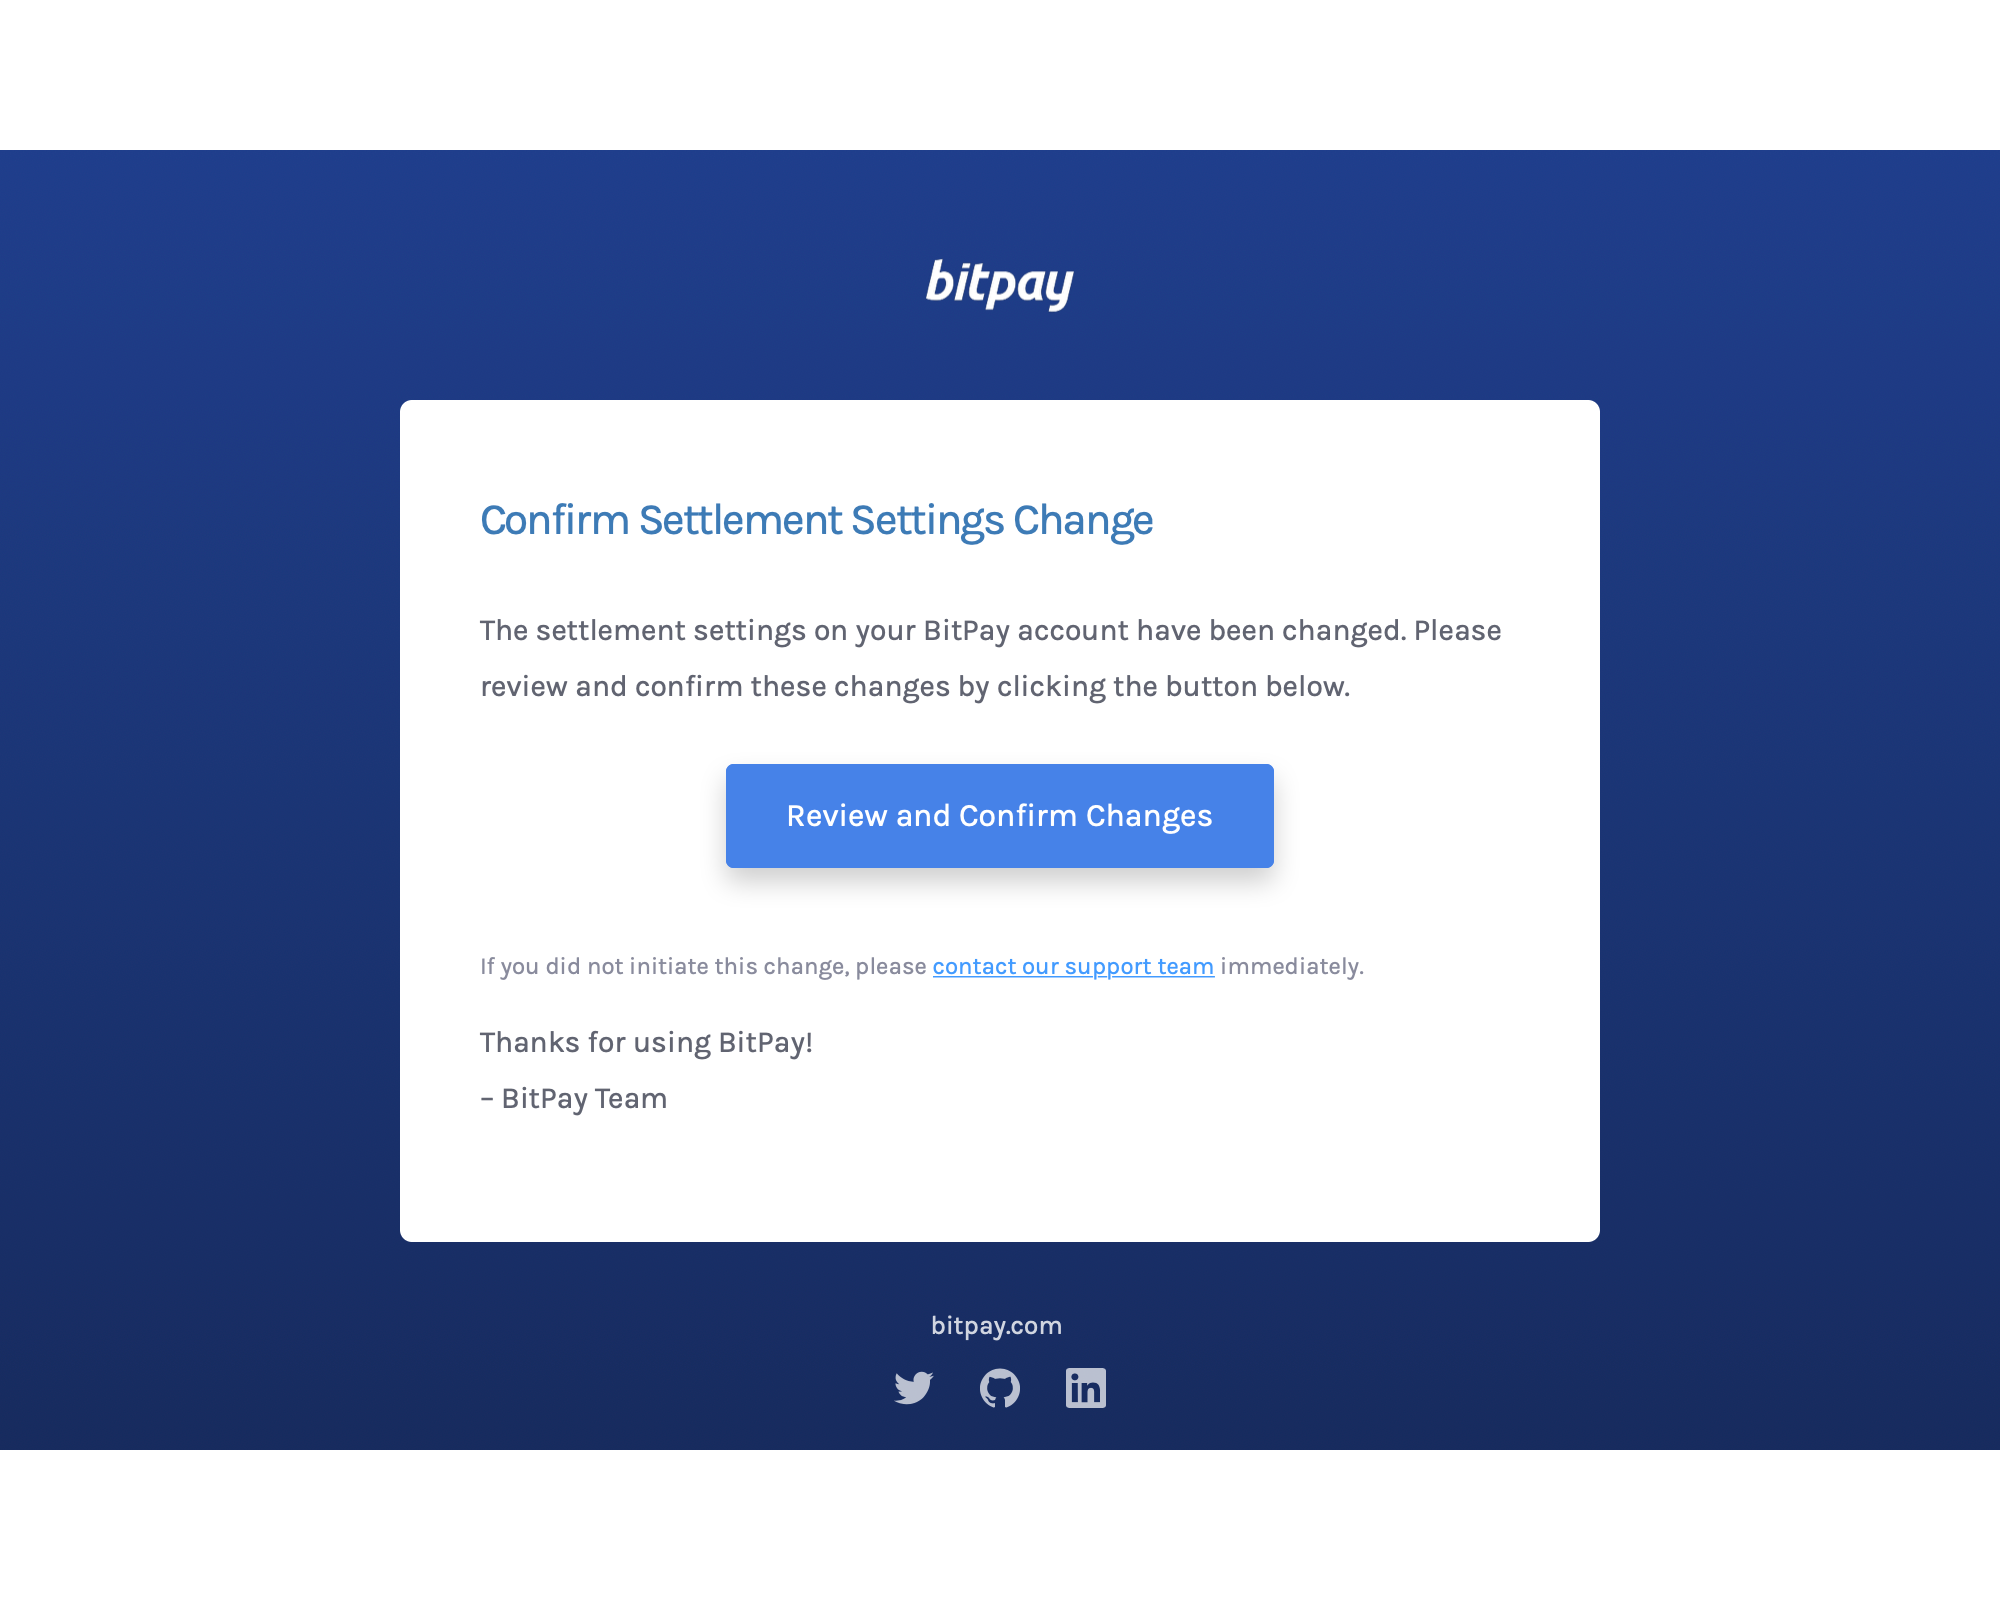 bitpay
Confirm Settlement Settings Change
The settlement settings on your BitPay account have been changed. Please
review and confirm these changes by clicking the button below.
Review and Confirm Changes
If you did not initiate this change, please contact our support team immediately.
Thanks for using BitPay!
– BitPay Team
bitpay.com
in